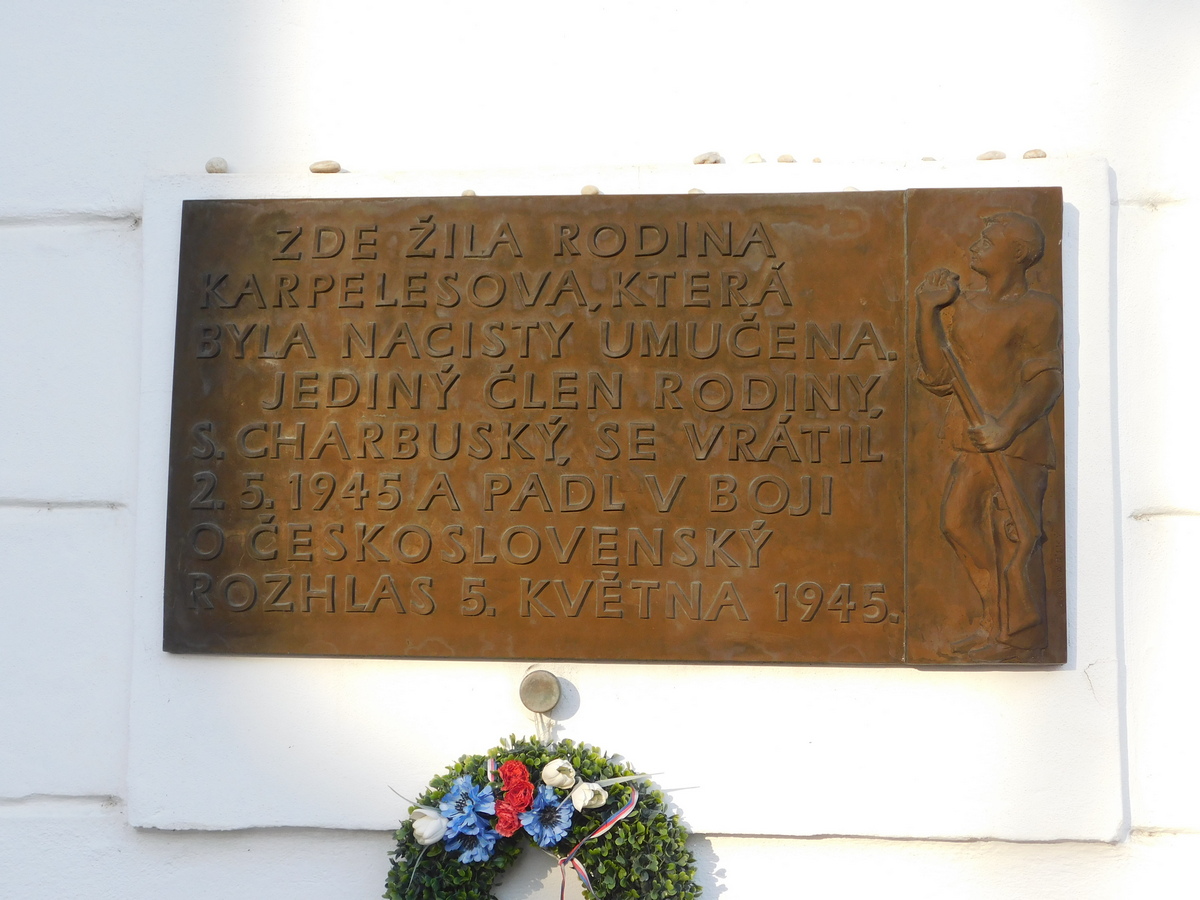 ZDE ŽILA RODINA
KARPELESOVA, KTERÁ
BYLA NACISTY UMUČENA.
JEDINÝ ČLEN RODINY,
S. CHARBUSKÝ, SE VRÁTIL
2. 5. 1945 A PADL V BOJI
O ČESKOSLOVENSKÝ
ROZHLAS 5. KVĚTNA 1945.